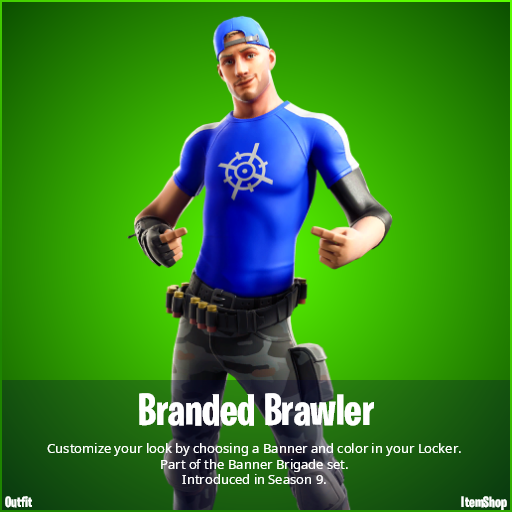 Branded Brawler
Customize your look by choosing a Banner and color in your Locker.
Part of the Banner Brigade set.
Introduced in Season 9.
Outfit
ItemShop